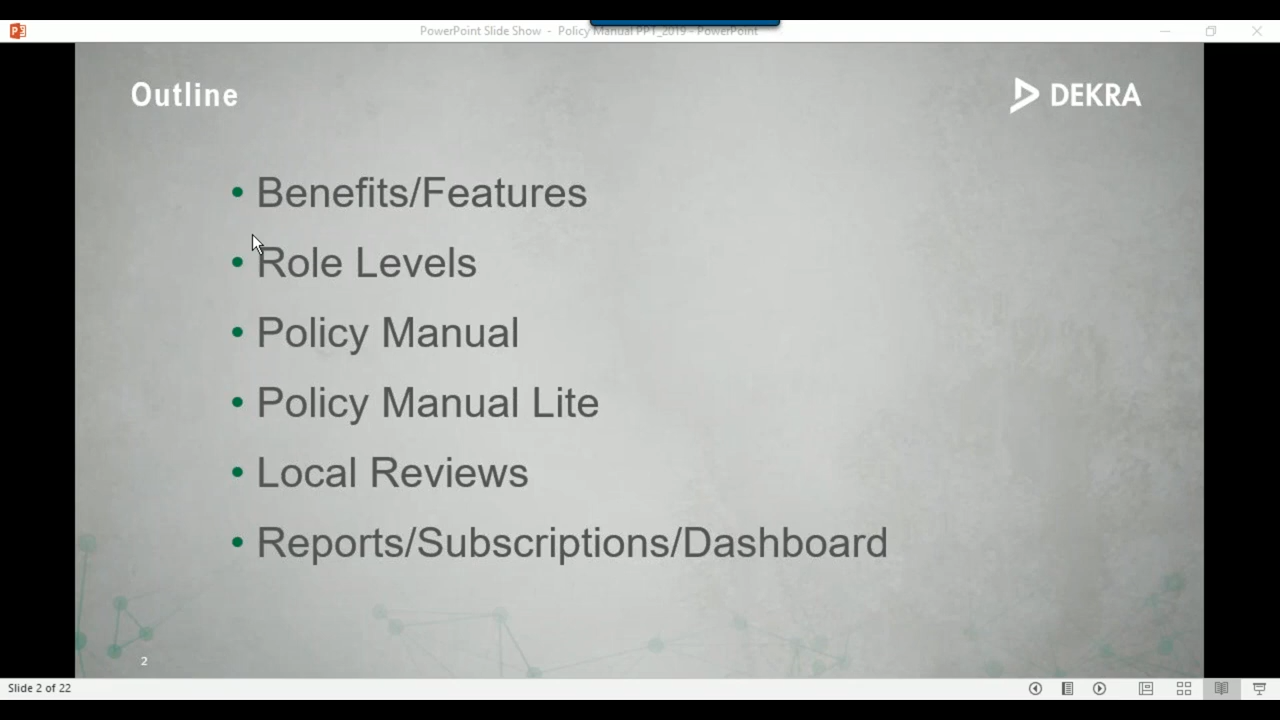 PowerPoint Slide Show - Policy Manual PPT_2019 - PowerPoint
Outline
DEKRA
• Benefits/Features
• Role Levels
• Policy Manual
• Policy Manual Lite
• Local Reviews
• Reports/Subscriptions/Dashboard
2
Slide 2 of 22